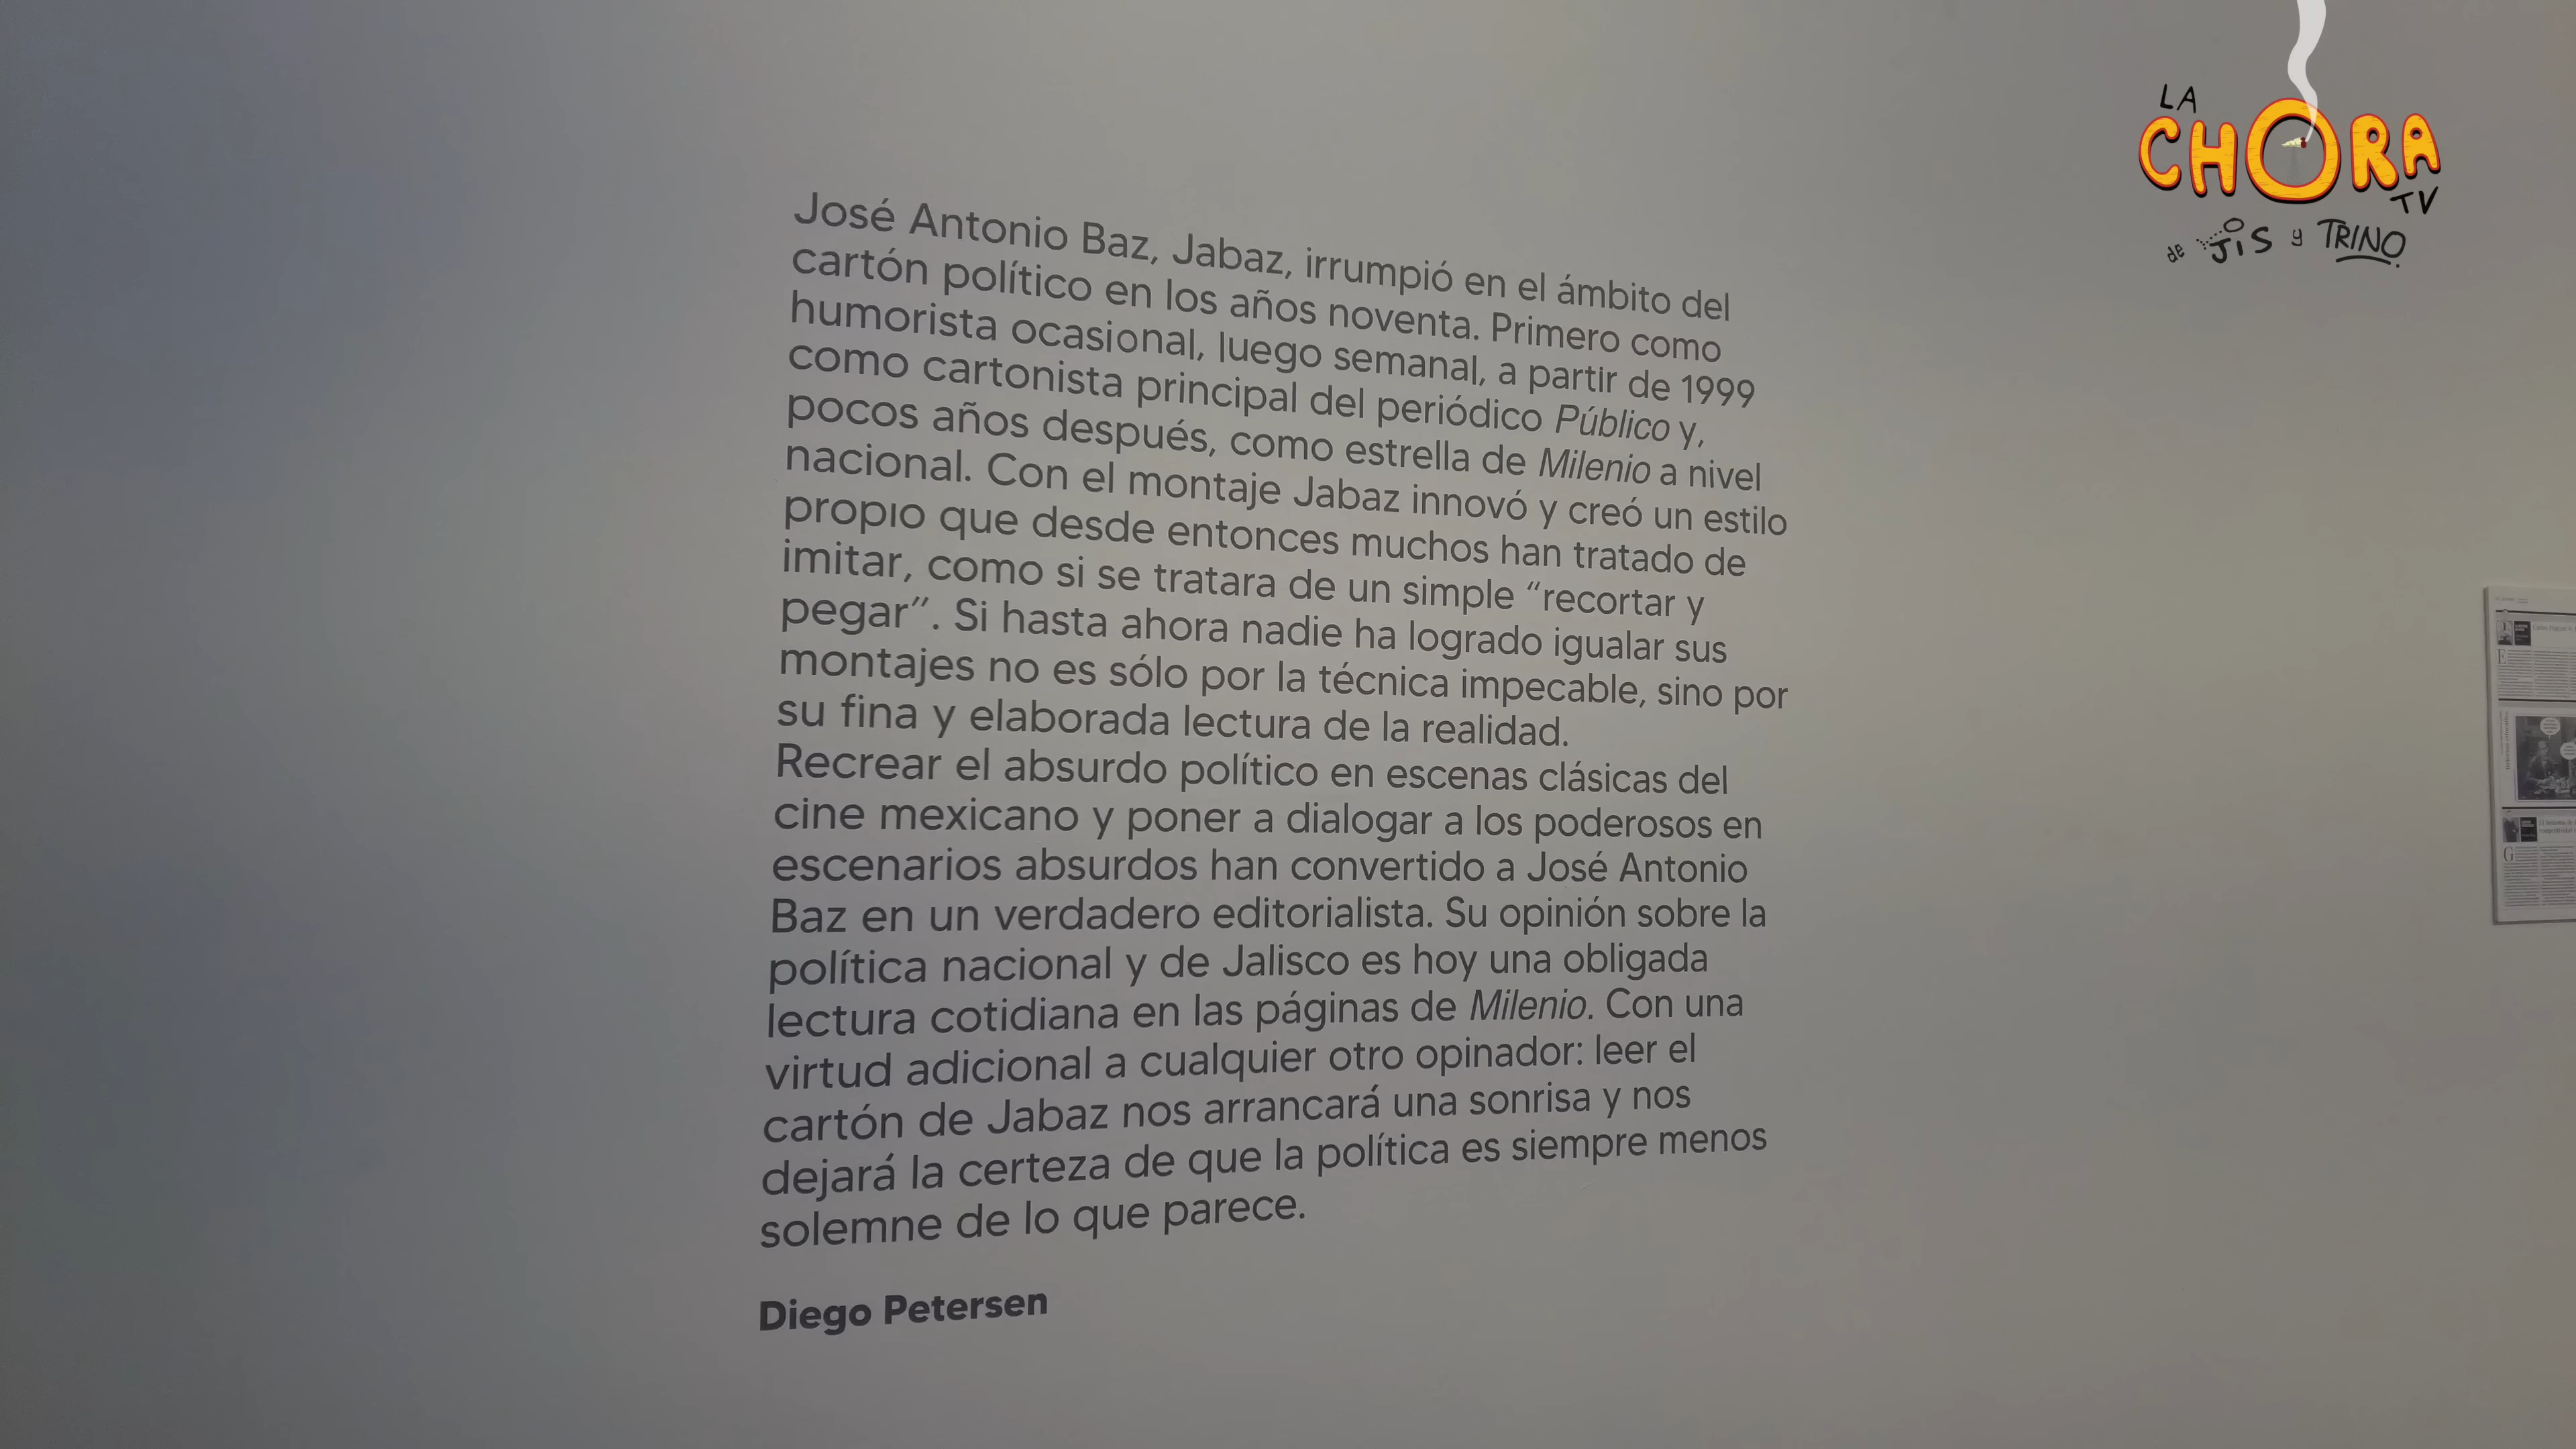 José Antonio Baz, Jabaz, irrumpió en el ámbito del
cartón político en los años noventa. Primero como
humorista ocasional, luego semanal, a partir de 1999
como cartonista principal del periódico Público y,
pocos años después, como estrella de Milenio a nivel
nacional. Con el montaje Jabaz innovó y creó un estilo
propio que desde entonces muchos han tratado de
imitar, como si se tratara de un simple “recortar y
pegar”. Si hasta ahora nadie ha logrado igualar sus
montajes no es sólo por la técnica impecable, sino por
su fina y elaborada lectura de la realidad.
Recrear el absurdo político en escenas clásicas del
cine mexicano y poner a dialogar a los poderosos en
escenarios absurdos han convertido a José Antonio
Baz en un verdadero editorialista. Su opinión sobre la
política nacional y de Jalisco es hoy una obligada
lectura cotidiana en las páginas de Milenio. Con una
virtud adicional a cualquier otro opinador: leer el
cartón de Jabaz nos arrancará una sonrisa y nos
dejará la certeza de que la política es siempre menos
solemne de lo que parece.
Diego Petersen
LA
CHORA
TV
de JIS y TRINO